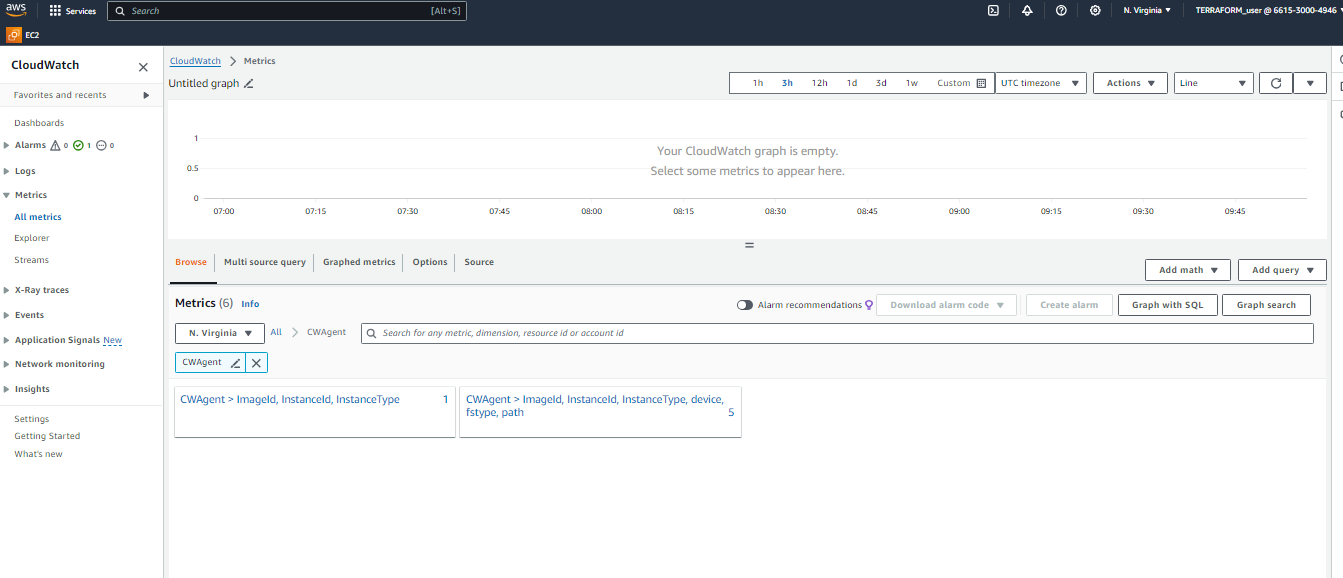 aws
Services
Search
[Alt+S]
N. Virginia
TERRAFORM_user @ 6615-3000-4946
EC2
CloudWatch
Favorites and recents
Dashboards
Alarms 0 1 0
Logs
Metrics
All metrics
Explorer
Streams
X-Ray traces
Events
Application Signals New
Network monitoring
Insights
Settings
Getting Started
What's new
CloudWatch > Metrics
Untitled graph
1h 3h 12h 1d 3d 1w Custom UTC timezone
Actions
Line
1
0.5
0
Your CloudWatch graph is empty.
Select some metrics to appear here.
07:00 07:15 07:30 07:45 08:00 08:15 08:30 08:45 09:00 09:15 09:30 09:45
Browse
Multi source query
Graphed metrics
Options
Source
Add math
Add query
Metrics (6) Info
Alarm recommendations
Download alarm code
Create alarm
Graph with SQL
Graph search
N. Virginia
All > CWAgent
Search for any metric, dimension, resource id or account id
CWAgent
CWAgent > ImageId, InstanceId, InstanceType 1
CWAgent > ImageId, InstanceId, InstanceType, device,
fstype, path 5